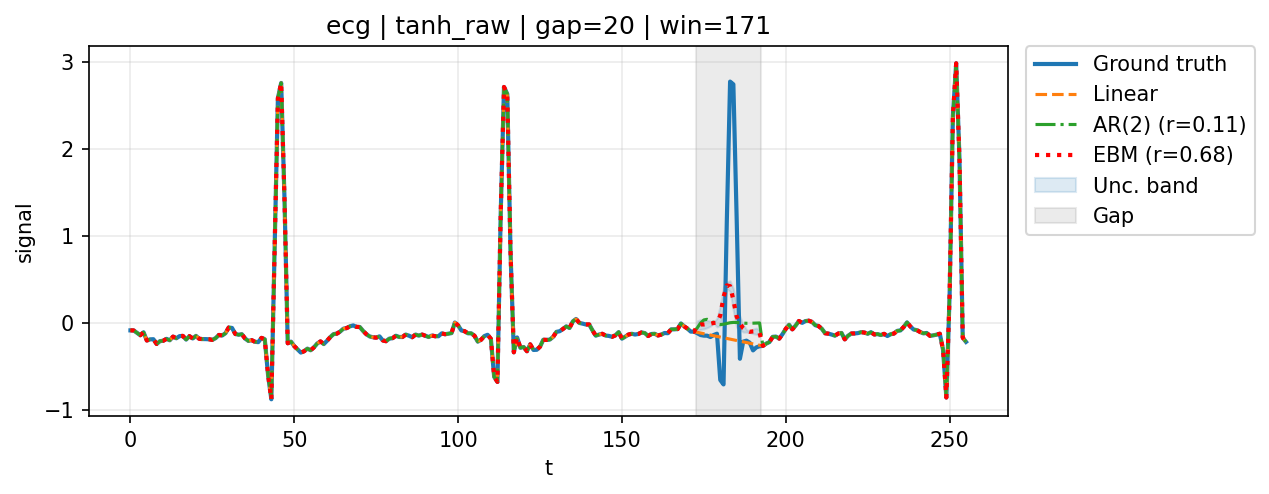 ecg | tanh_raw | gap=20 | win=171
3
2
1
0
−1
signal
0
50
100
150
200
250
t
Ground truth
Linear
AR(2) (r=0.11)
EBM (r=0.68)
Unc. band
Gap